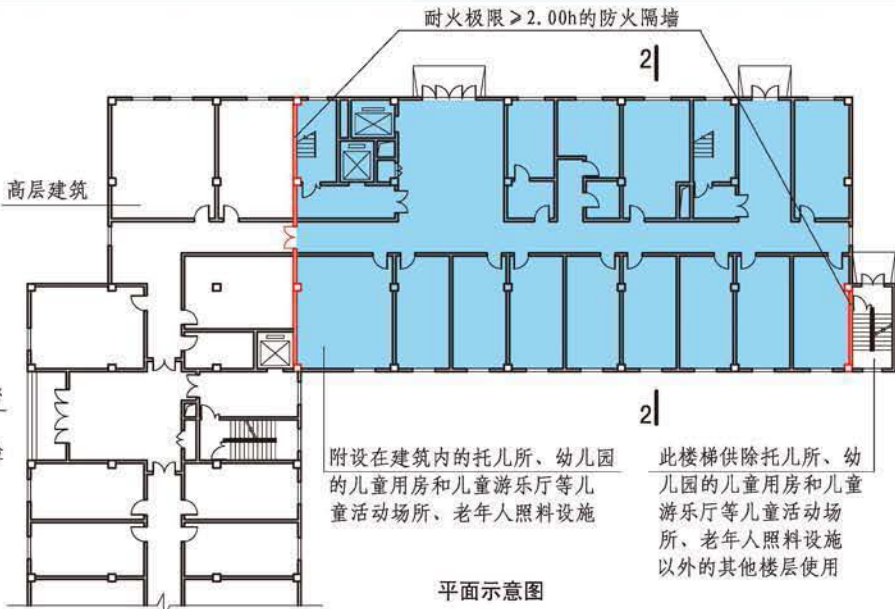 耐火极限≥2.00h的防火隔墙
2
高层建筑
2
附设在建筑内的托儿所、幼儿园
的儿童用房和儿童游乐厅等儿
童活动场所、老年人照料设施
此楼梯供除托儿所、幼
儿园的儿童用房和儿童
游乐厅等儿童活动场
所、老年人照料设施
以外的其他楼层使用
平面示意图